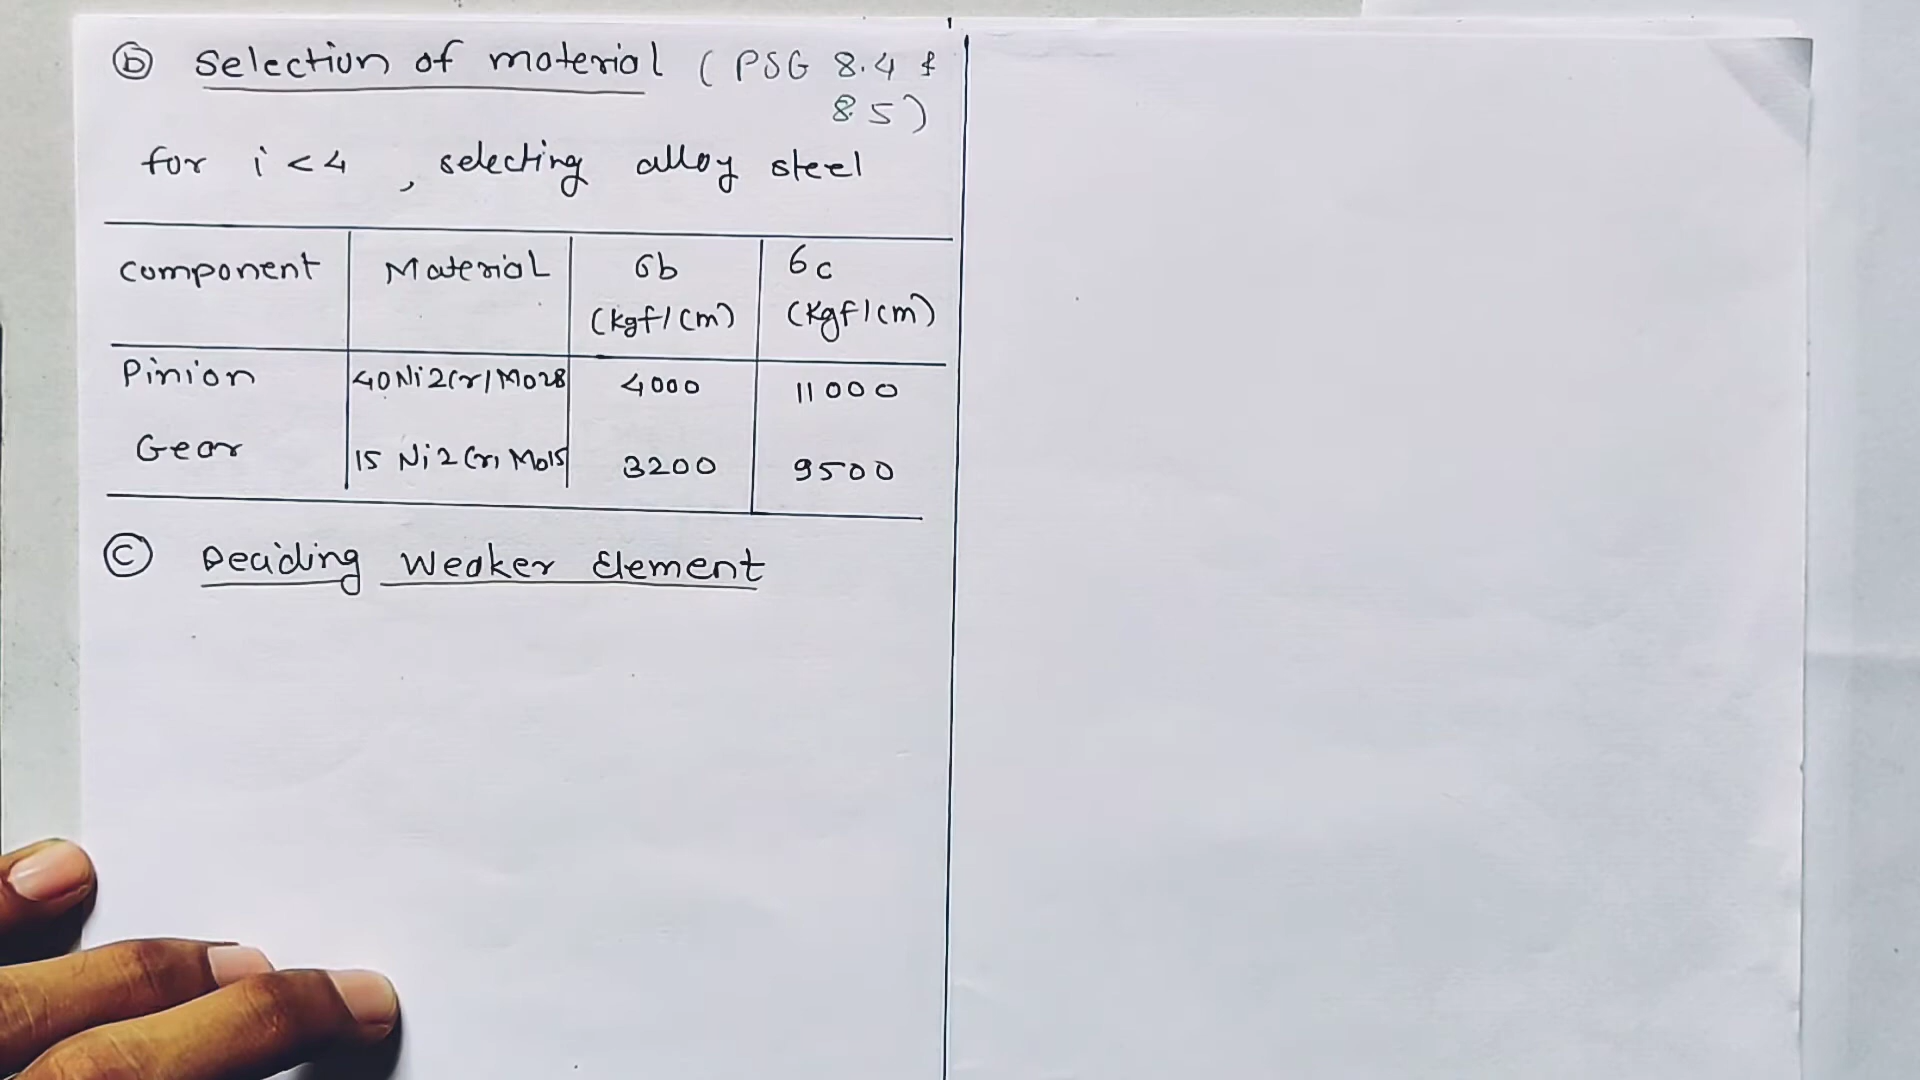 ⓑ Selection of material (PSG 8.4 &
8.5)
for i < 4 , selecting alloy steel
Component Material σb σc
(Kgf/cm) (Kgf/cm)
Pinion 40Ni2Cr1Mo28 4000 11000
Gear 15 Ni2Cr1Mo15 3200 9500
ⓒ Deciding Weaker Element